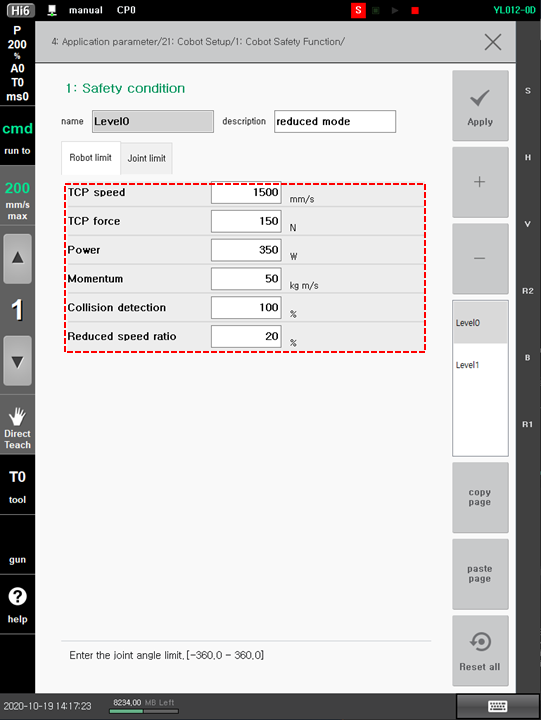 Hi6 manual CP0 S YL012-0D
P
200
%
A0
T0
ms0
cmd
run to
200
mm/s
max
1
Direct
Teach
T0
tool
gun
?
help
4: Application parameter/21: Cobot Setup/1: Cobot Safety Function/
1: Safety condition
name Level0 description reduced mode
Robot limit Joint limit
TCP speed 1500 mm/s
TCP force 150 N
Power 350 W
Momentum 50 kg m/s
Collision detection 100 %
Reduced speed ratio 20 %
Enter the joint angle limit.[-360.0 - 360.0]
Apply
+
−
Level0
Level1
copy
page
paste
page
Reset all
S
H
V
R2
B
R1
2020-10-19 14:17:23 8234.00 MB Left